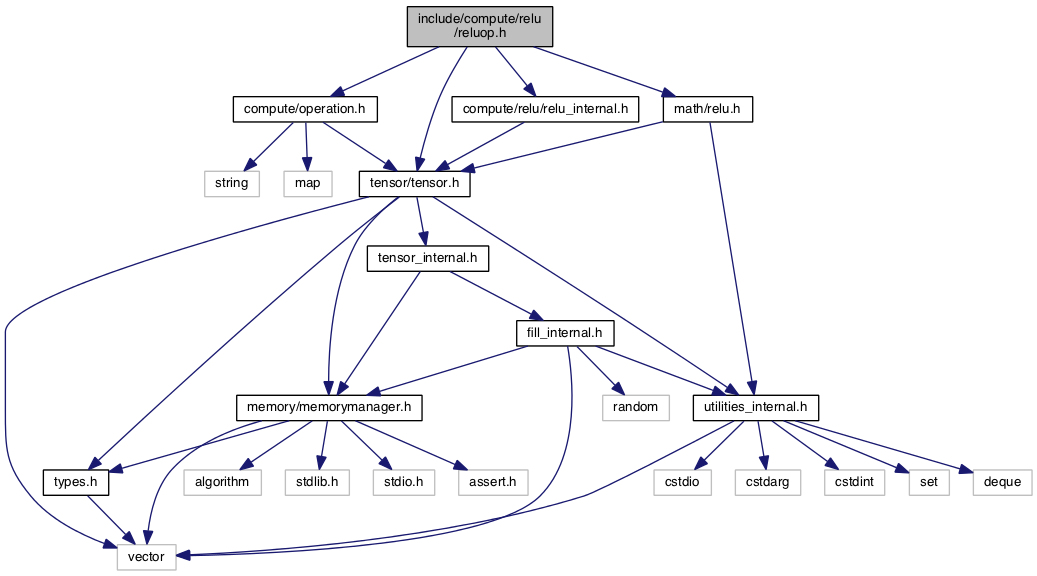 include/compute/relu
/reluop.h
compute/operation.h
compute/relu/relu_internal.h
math/relu.h
string
map
tensor/tensor.h
tensor_internal.h
fill_internal.h
memory/memorymanager.h
random
utilities_internal.h
types.h
algorithm
stdlib.h
stdio.h
assert.h
cstdio
cstdarg
cstdint
set
deque
vector